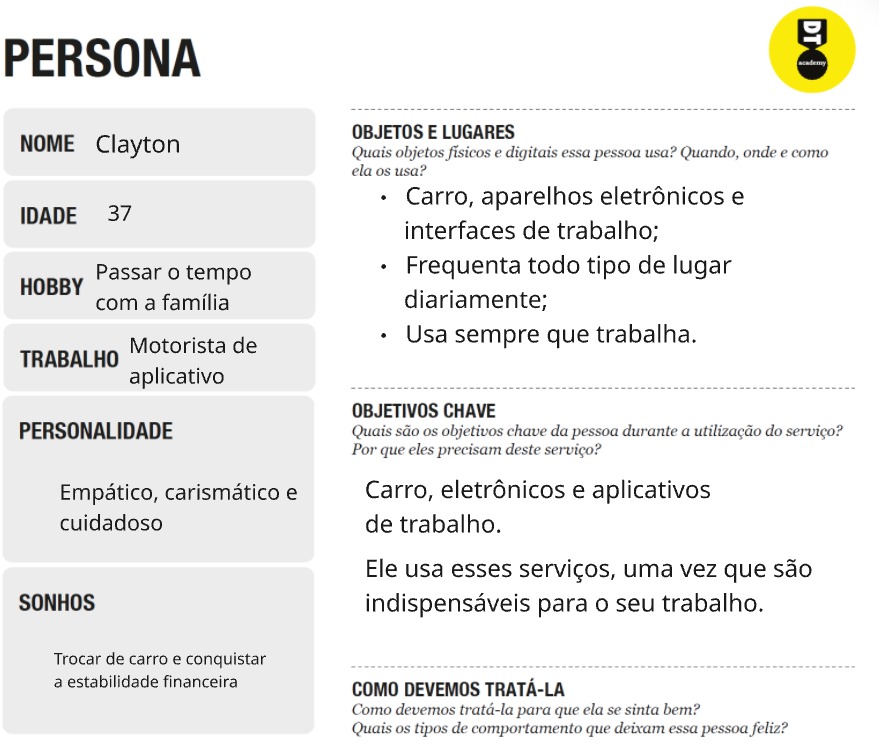 PERSONA
DT
academy
NOME Clayton
IDADE 37
HOBBY Passar o tempo
com a família
TRABALHO Motorista de
aplicativo
PERSONALIDADE
Empático, carismático e
cuidadoso
SONHOS
Trocar de carro e conquistar
a estabilidade financeira
OBJETOS E LUGARES
Quais objetos físicos e digitais essa pessoa usa? Quando, onde e como
ela os usa?
• Carro, aparelhos eletrônicos e
interfaces de trabalho;
• Frequenta todo tipo de lugar
diariamente;
• Usa sempre que trabalha.
OBJETIVOS CHAVE
Quais são os objetivos chave da pessoa durante a utilização do serviço?
Por que eles precisam deste serviço?
Carro, eletrônicos e aplicativos
de trabalho.
Ele usa esses serviços, uma vez que são
indispensáveis para o seu trabalho.
COMO DEVEMOS TRATÁ-LA
Como devemos tratá-la para que ela se sinta bem?
Quais os tipos de comportamento que deixam essa pessoa feliz?